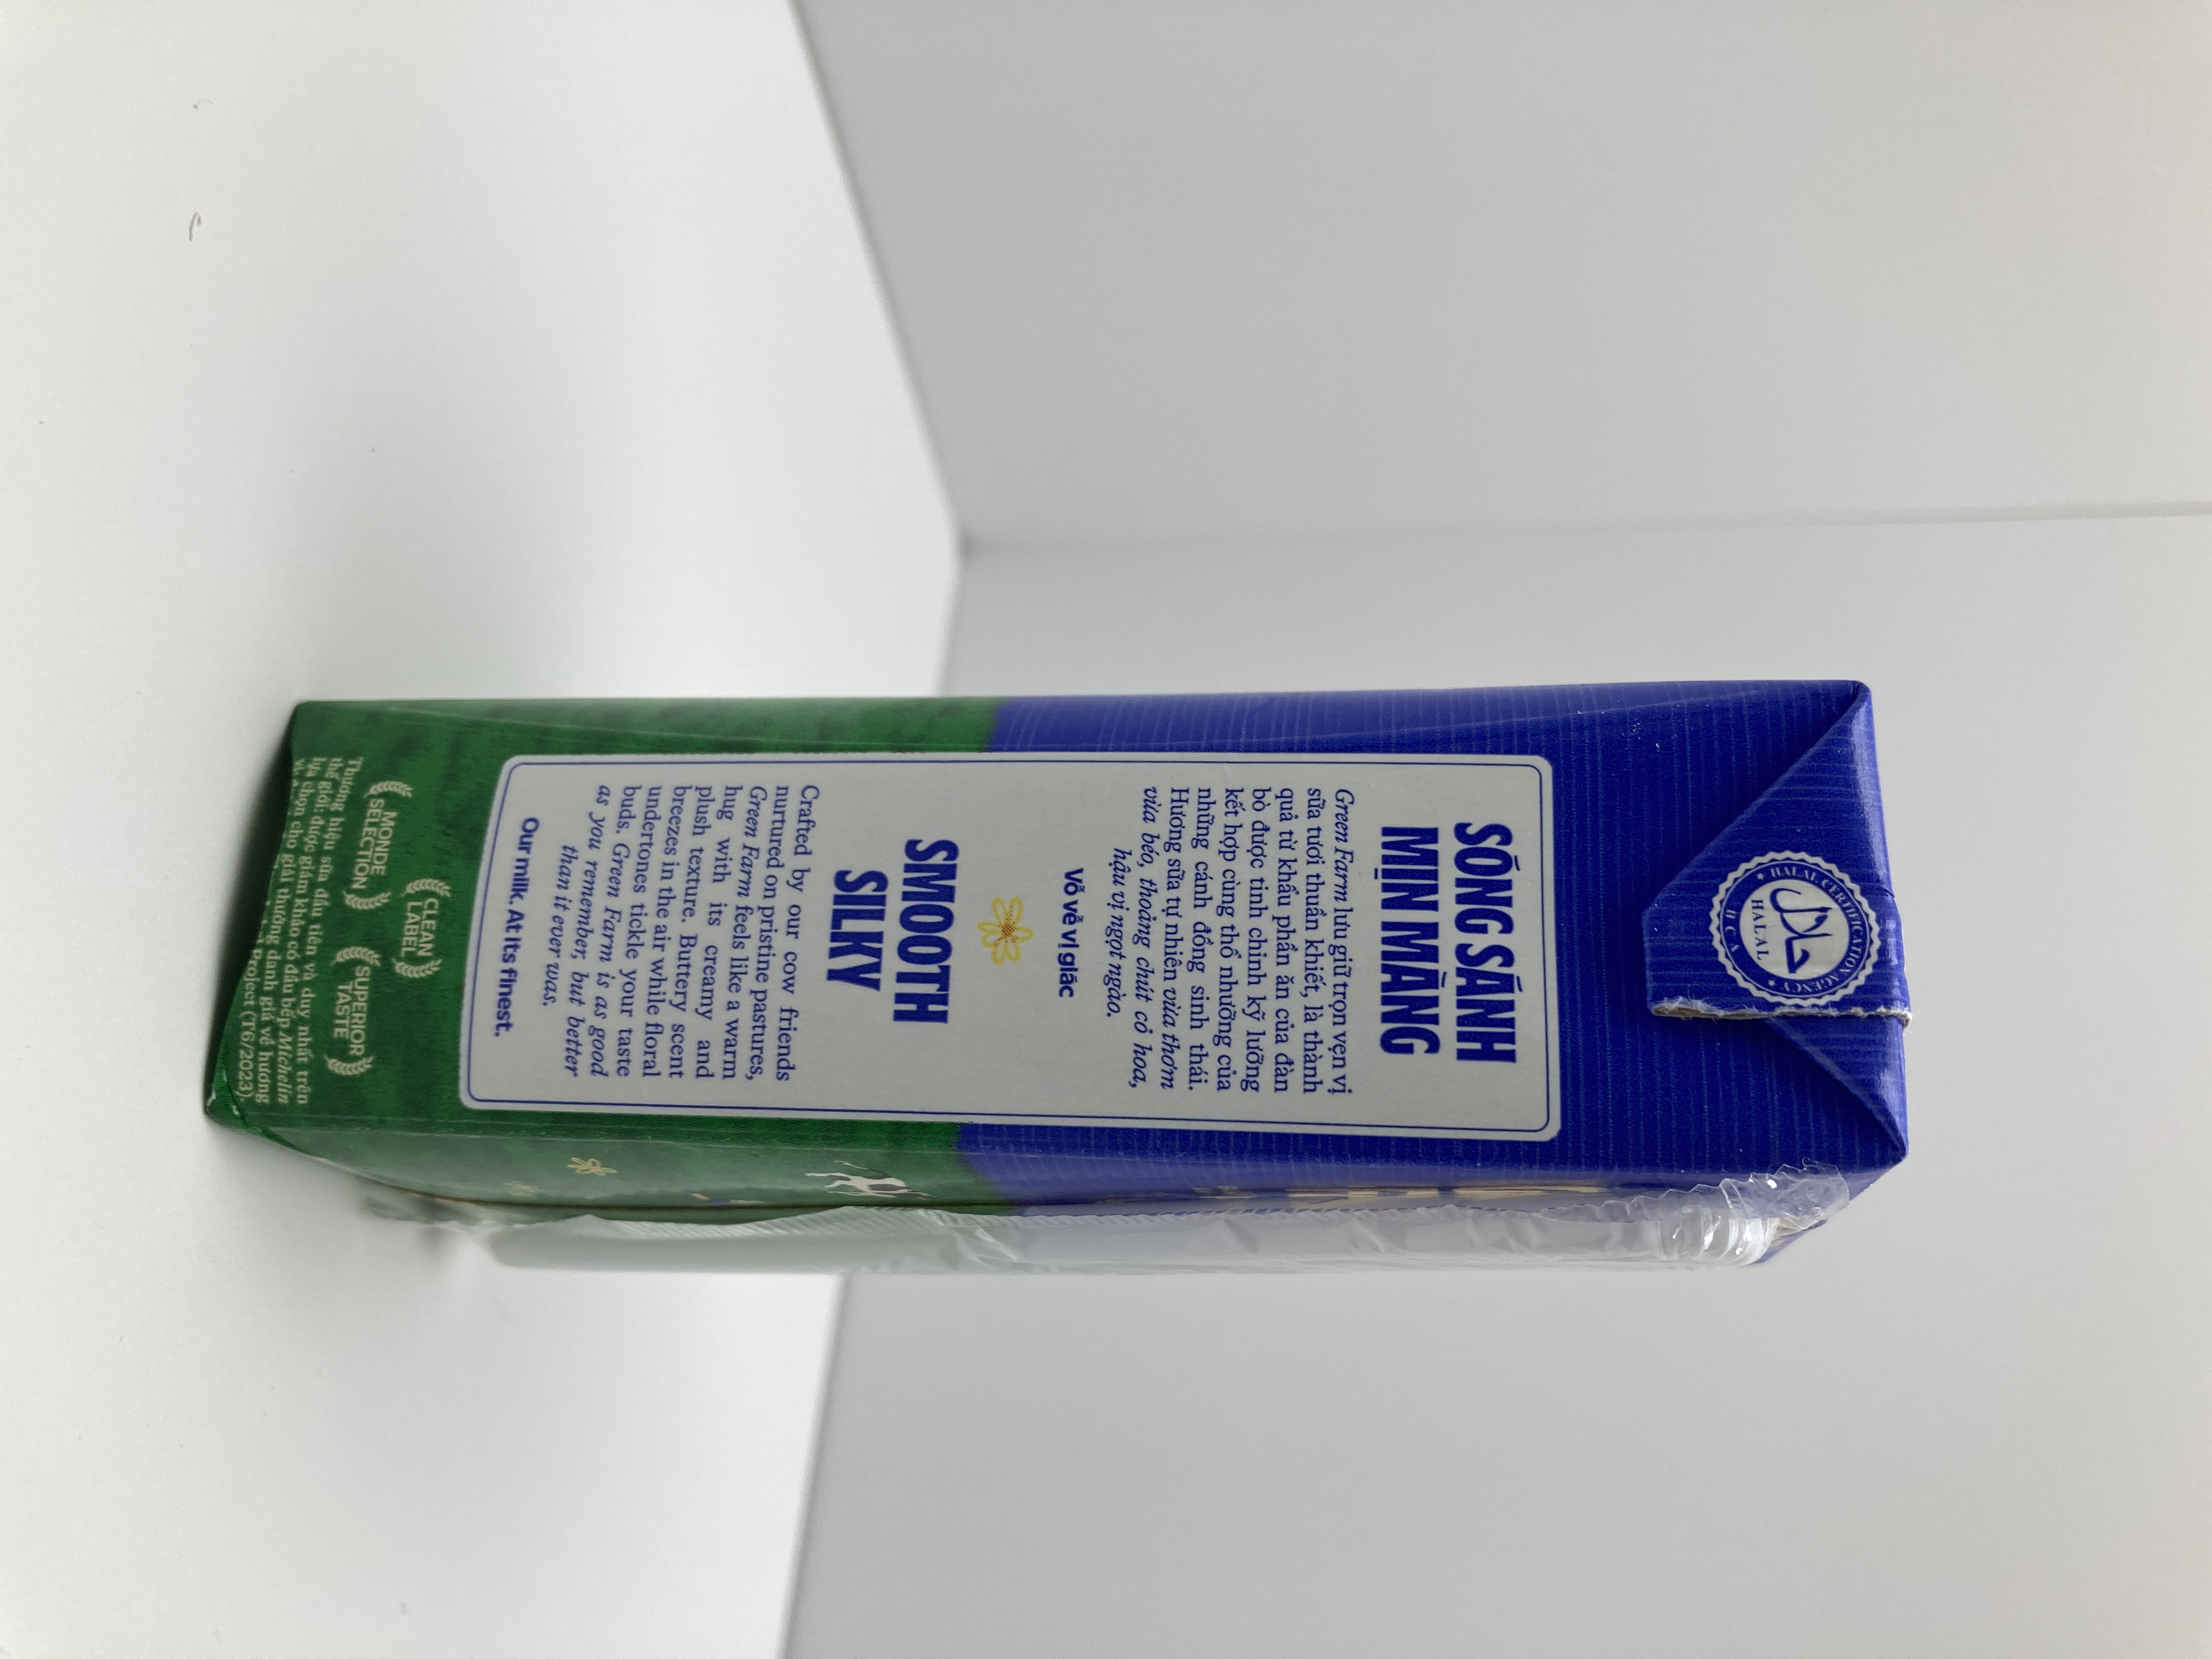 HALAL CERTIFICATION AGENCY
حلال
HALAL
HCA
SÓNG SÁNH
MỊN MÀNG
Green Farm lưu giữ trọn vẹn vị
sữa tươi thuần khiết, là thành
quả từ khẩu phần ăn của đàn
bò được tinh chỉnh kỹ lưỡng
kết hợp cùng thổ nhưỡng của
những cánh đồng sinh thái.
Hương sữa tự nhiên vừa thơm
vừa béo, thoảng chút cỏ hoa,
hậu vị ngọt ngào.
Vỗ về vị giác
SMOOTH
SILKY
Crafted by our cow friends
nurtured on pristine pastures,
Green Farm feels like a warm
hug with its creamy and
plush texture. Buttery scent
breezes in the air while floral
undertones tickle your taste
buds. Green Farm is as good
as you remember, but better
than it ever was.
Our milk. At its finest.
CLEAN
LABEL
MONDE
SELECTION
SUPERIOR
TASTE
Thương hiệu sữa đầu tiên và duy nhất trên
thế giới: được giám khảo có đầu bếp Michelin
lựa chọn cho giải thưởng danh giá về hương
Project (T6/2023).